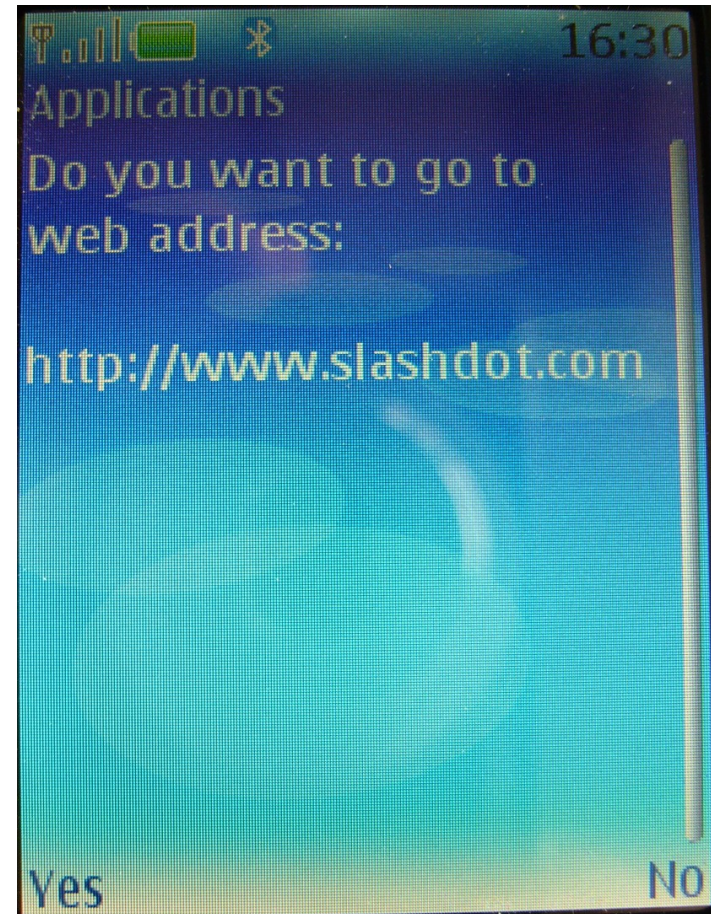 16:30
Applications
Do you want to go to
web address:
http://www.slashdot.com
Yes No